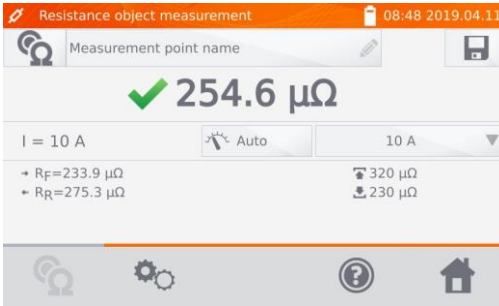 Resistance object measurement 08:48 2019.04.11
Measurement point name
254.6 μΩ
I = 10 A Auto 10 A
→ RF=233.9 μΩ 320 μΩ
← RR=275.3 μΩ 230 μΩ